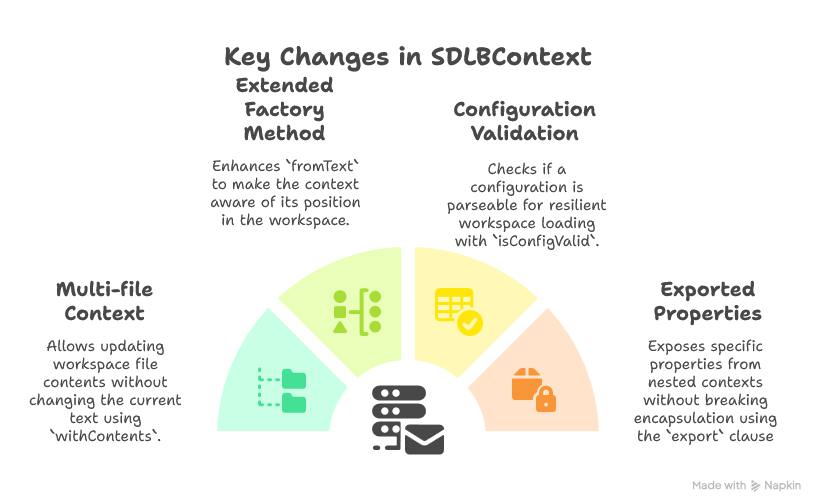 Key Changes in SDLBContext
Extended
Factory
Method
Enhances `fromText`
to make the context
aware of its position
in the workspace.
Configuration
Validation
Checks if a
configuration is
parseable for resilient
workspace loading
with `isConfigValid`.
Multi-file
Context
Allows updating
workspace file
contents without
changing the current
text using
`withContents`.
Exported
Properties
Exposes specific
properties from
nested contexts
without breaking
encapsulation using
the `export` clause
Made with Napkin